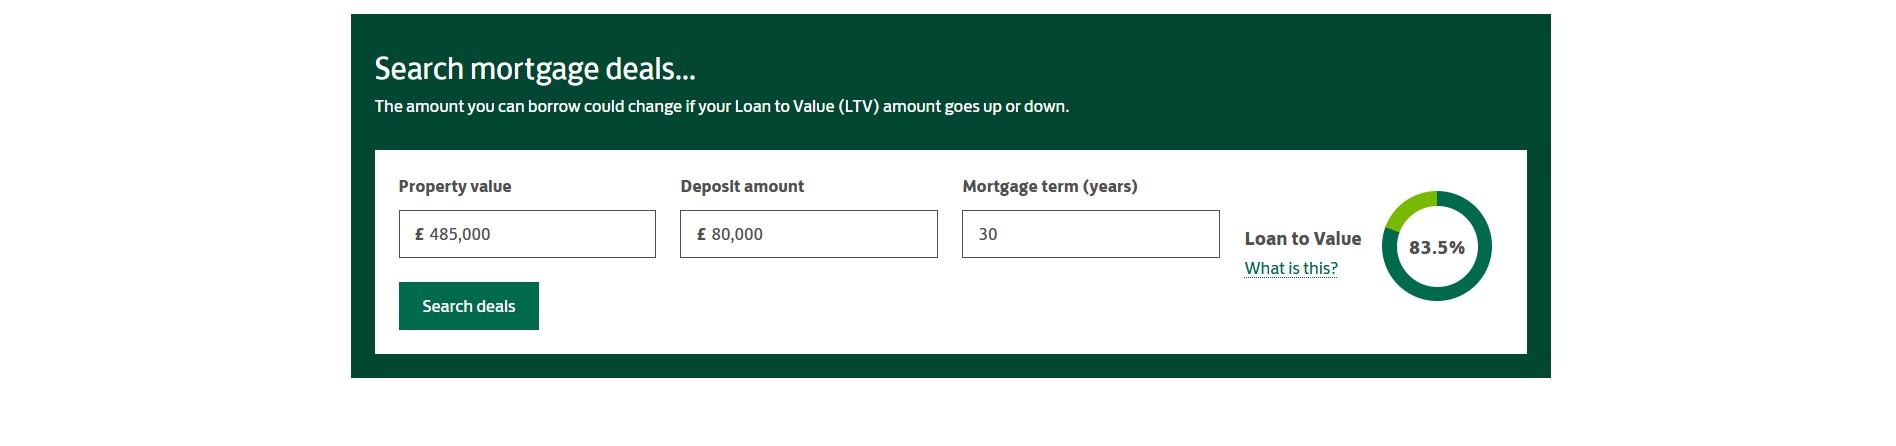 Search mortgage deals...
The amount you can borrow could change if your Loan to Value (LTV) amount goes up or down.
Property value
Deposit amount
Mortgage term (years)
£ 485,000
£ 80,000
30
Loan to Value
What is this?
83.5%
Search deals